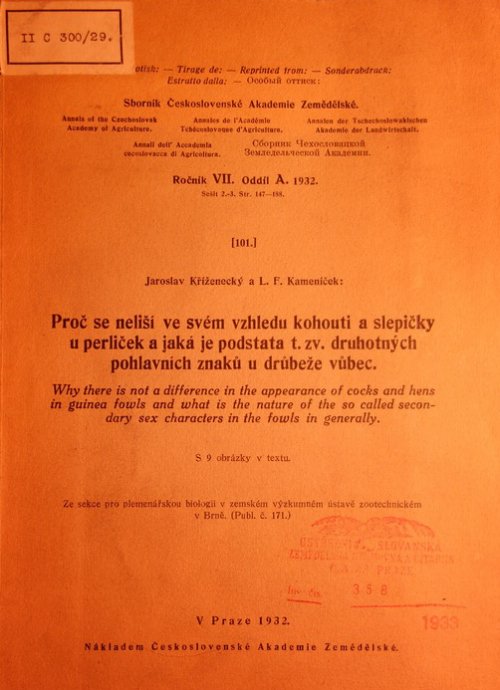 II C 300/29.
otisk: — Tirage de: — Reprinted from: — Sonderabdruck:
Estratto dalla: — Особый оттиск:
Sborník Československé Akademie Zemědělské.
Annals of the Czechoslovak Academy of Agriculture.
Annales de l'Académie Tchécoslovaque d'Agriculture.
Annalen der Tschechoslowakischen Akademie der Landwirtschaft.
Annali dell' Accademia cecoslovacca di Agricoltura.
Сборник Чехословацкой Земледельческой Академии.
Ročník VII. Oddíl A. 1932.
Sešit 2.-3. Str. 147—188.
[101.]
Jaroslav Kříženecký a L. F. Kameníček:
Proč se neliší ve svém vzhledu kohouti a slepičky
u perliček a jaká je podstata t. zv. druhotných
pohlavních znaků u drůbeže vůbec.
Why there is not a difference in the appearance of cocks and hens
in guinea fowls and what is the nature of the so called secon-
dary sex characters in the fowls in generally.
S 9 obrázky v textu.
Ze sekce pro plemenářskou biologii v zemském výzkumném ústavě zootechnickém
v Brně. (Publ. č. 171.)
SLOVANSKÁ
PRAZE
Inv. čís. 358
1933
V Praze 1932.
Nákladem Československé Akademie Zemědělské.